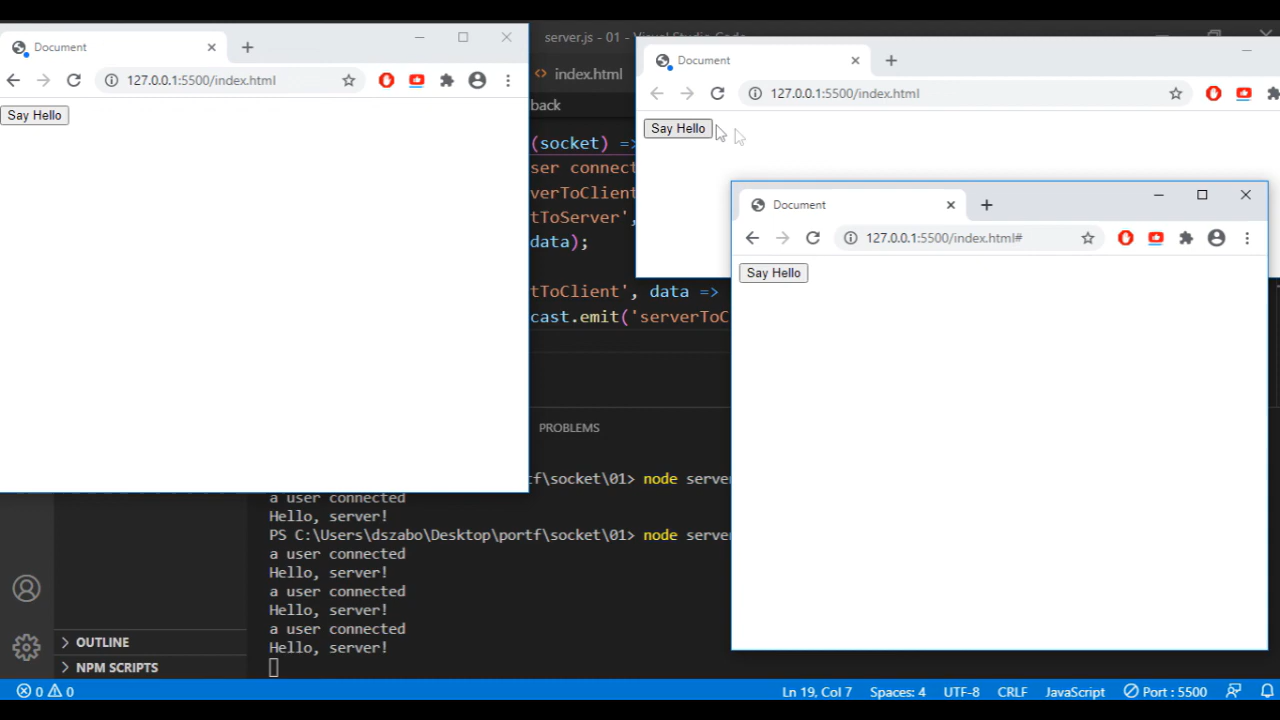 Document
127.0.0.1:5500/index.html
Say Hello
server.js - 01 - Visual Studio Code
index.html
back
(socket) =>
ser connect
verToClient
tToServer',
data);
tToClient', data =>
cast.emit('serverToC
Document
127.0.0.1:5500/index.html
Say Hello
Document
127.0.0.1:5500/index.html#
Say Hello
PROBLEMS
tf\socket\01> node server
a user connected
Hello, server!
PS C:\Users\dszabo\Desktop\portf\socket\01> node server
a user connected
Hello, server!
a user connected
Hello, server!
a user connected
Hello, server!
OUTLINE
NPM SCRIPTS
0 0 Ln 19, Col 7 Spaces: 4 UTF-8 CRLF JavaScript Port : 5500